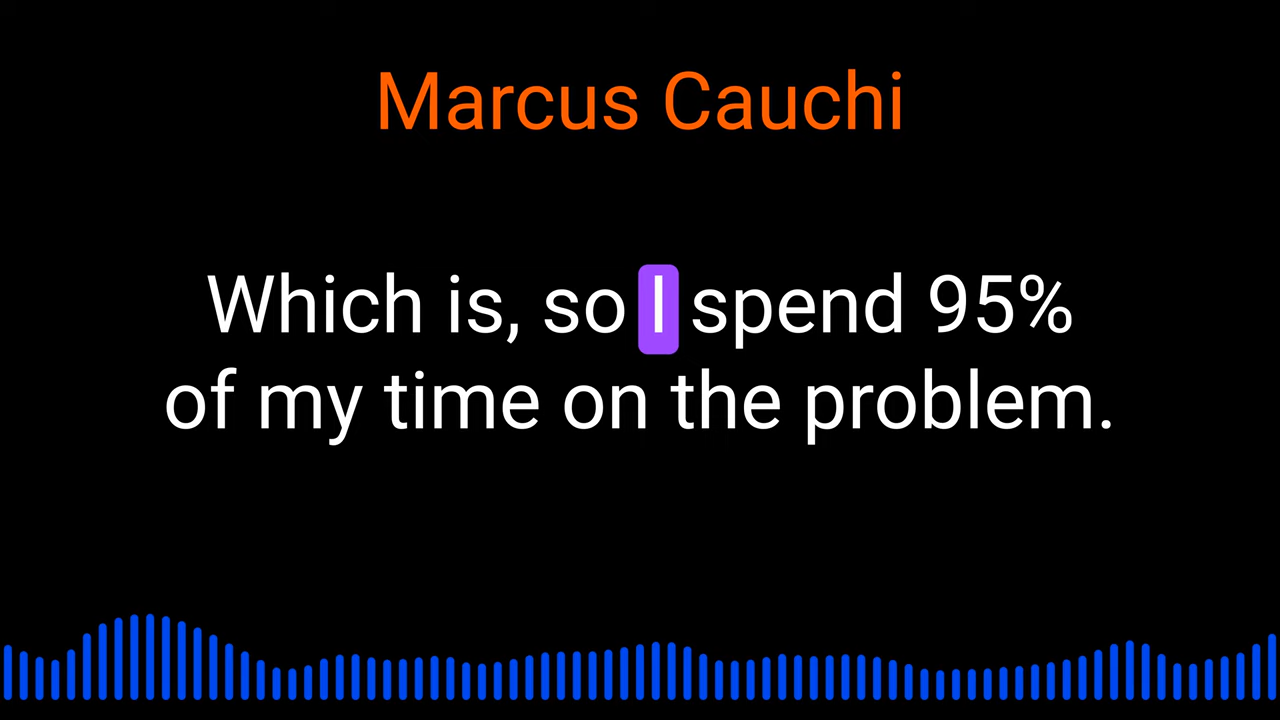 Marcus Cauchi
Which is, so I spend 95%
of my time on the problem.